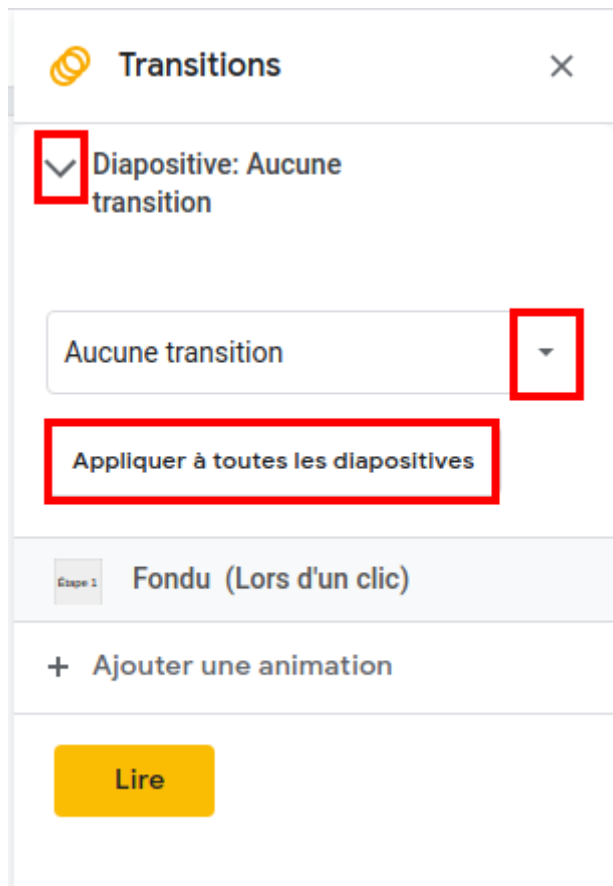 Transitions
Diapositive: Aucune
transition
Aucune transition
Appliquer à toutes les diapositives
Étape 1
Fondu (Lors d'un clic)
+ Ajouter une animation
Lire